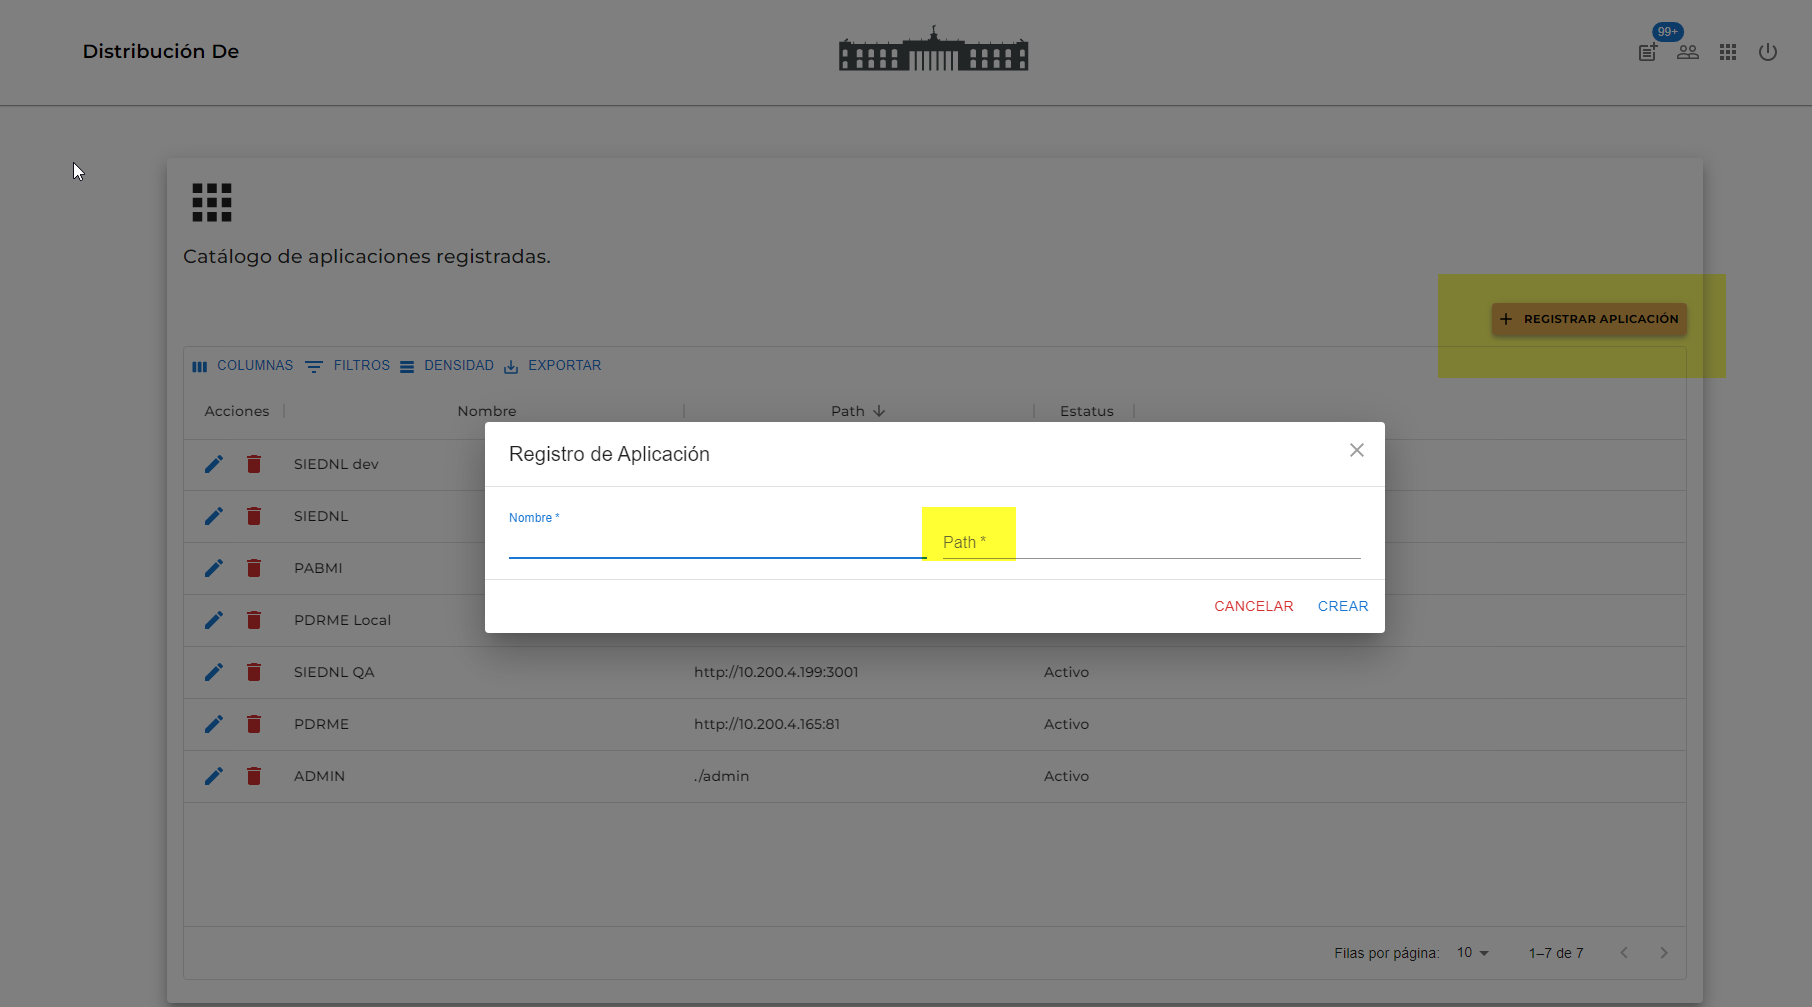 Distribución De
99+
Catálogo de aplicaciones registradas.
REGISTRAR APLICACIÓN
COLUMNAS FILTROS DENSIDAD EXPORTAR
Acciones Nombre Path Estatus
Registro de Aplicación
SIEDNL dev
SIEDNL
Nombre *
Path *
PABMI
CANCELAR CREAR
PDRME Local
SIEDNL QA http://10.200.4.199:3001 Activo
PDRME http://10.200.4.165:81 Activo
ADMIN ./admin Activo
Filas por página: 10 1–7 de 7